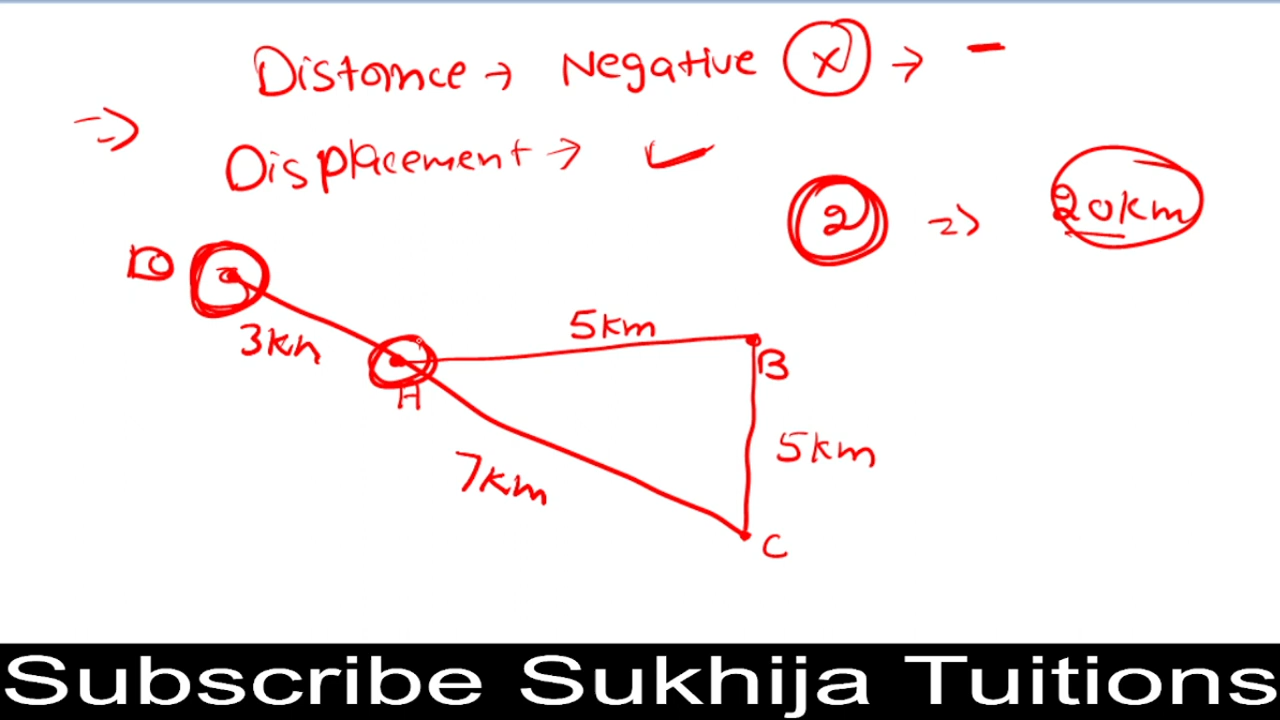 Distance → Negative (x) → -
⇒
Displacement → ✓
2 ⇒ 20km
D
3km
5km
A
B
5km
7km
C
Subscribe Sukhija Tuitions